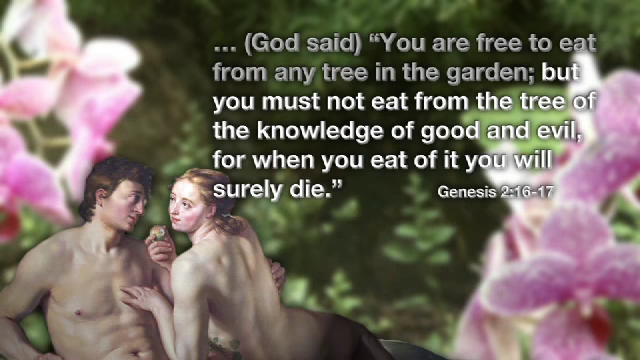 … (God said) “You are free to eat
from any tree in the garden; but
you must not eat from the tree of
the knowledge of good and evil,
for when you eat of it you will
surely die.”
Genesis 2:16-17